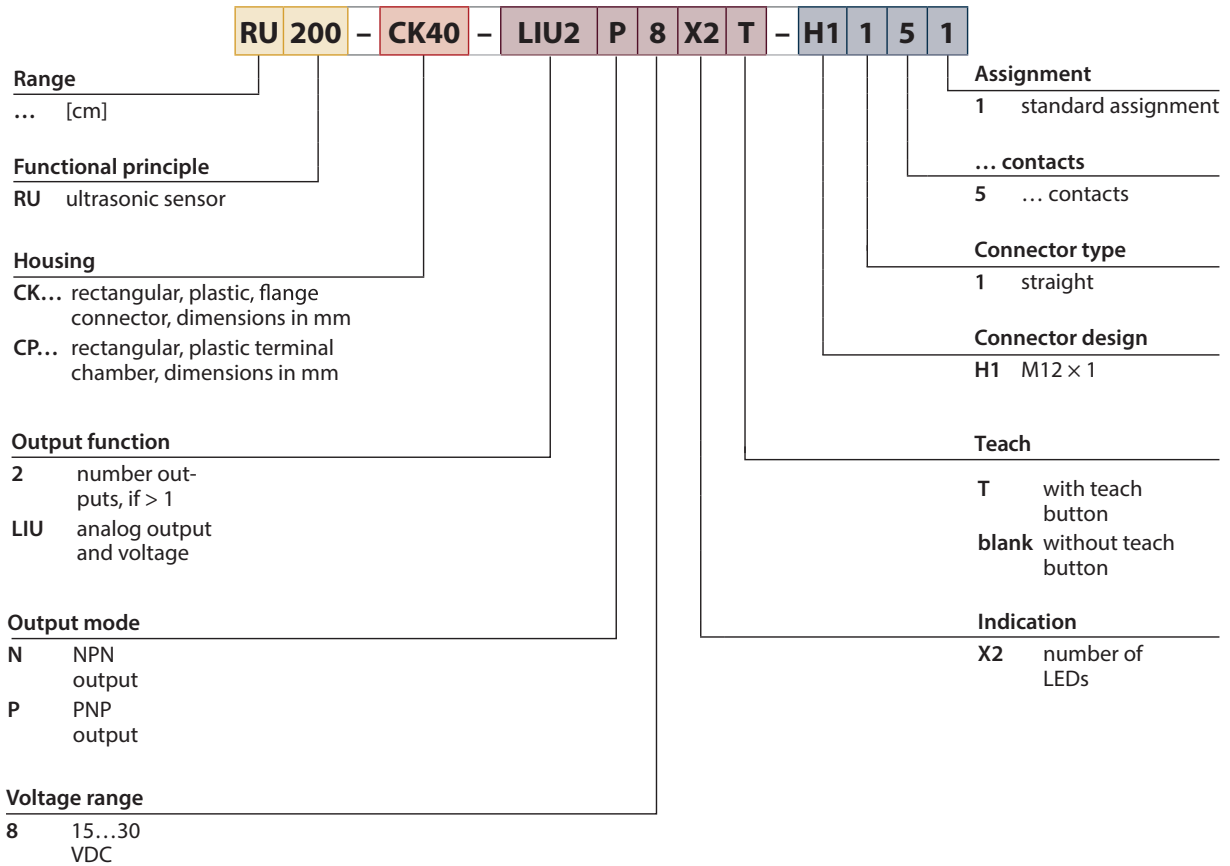 RU 200 – CK40 – LIU2 P 8 X2 T – H1 1 5 1
Range
… [cm]
Functional principle
RU ultrasonic sensor
Housing
CK… rectangular, plastic, flange
connector, dimensions in mm
CP… rectangular, plastic terminal
chamber, dimensions in mm
Output function
2 number out-
puts, if > 1
LIU analog output
and voltage
Output mode
N NPN
output
P PNP
output
Voltage range
8 15…30
VDC
Assignment
1 standard assignment
… contacts
5 … contacts
Connector type
1 straight
Connector design
H1 M12 × 1
Teach
T with teach
button
blank without teach
button
Indication
X2 number of
LEDs